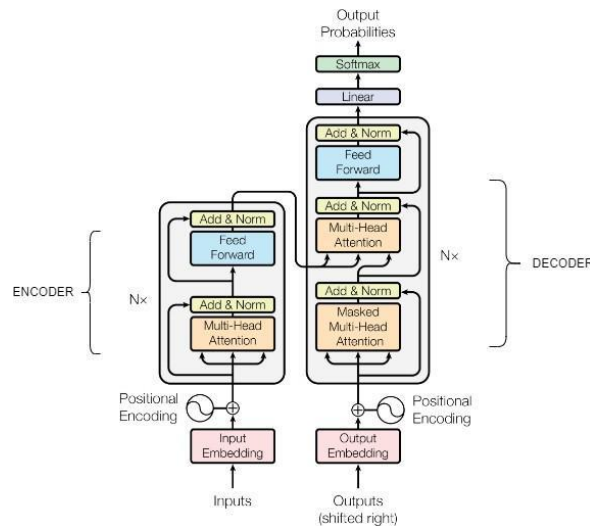 Output
Probabilities
Softmax
Linear
Add & Norm
Feed
Forward
Add & Norm
Multi-Head
Attention
Add & Norm
Masked
Multi-Head
Attention
Nx
DECODER
Add & Norm
Feed
Forward
Add & Norm
Multi-Head
Attention
Nx
ENCODER
Positional
Encoding
Positional
Encoding
Input
Embedding
Output
Embedding
Inputs
Outputs
(shifted right)